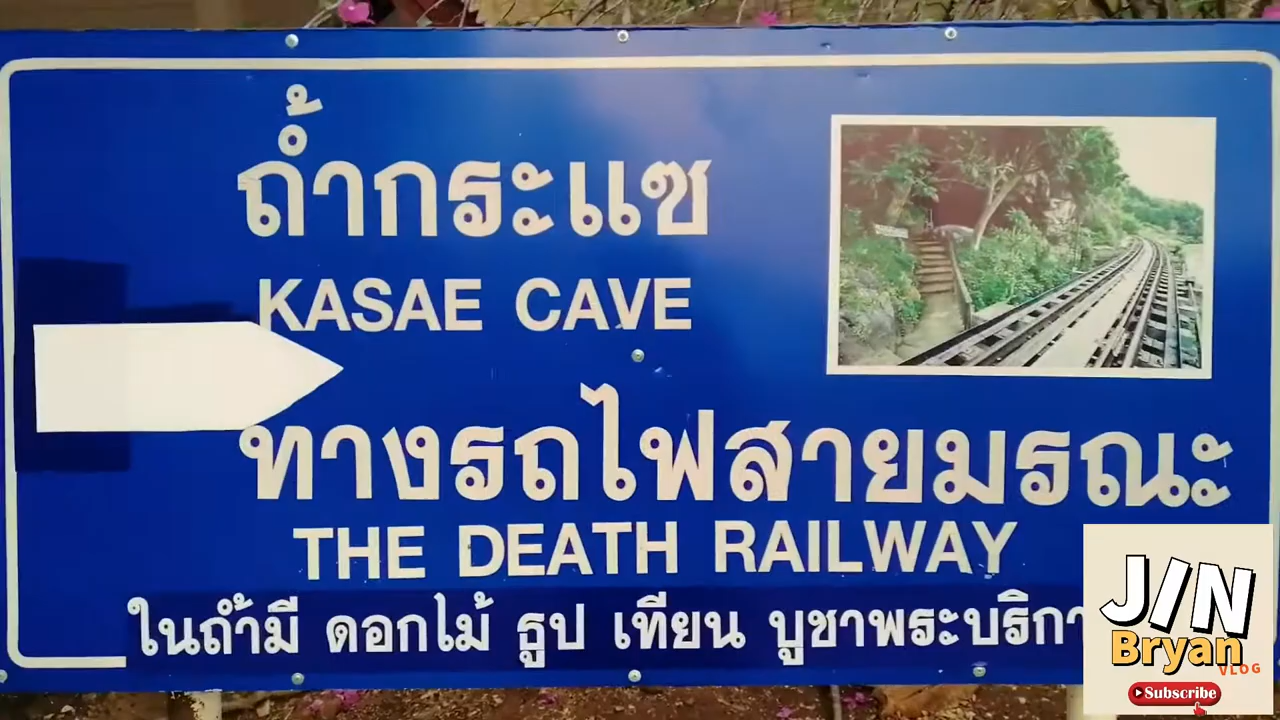 ถ้ำกระแซ
KASAE CAVE
ทางรถไฟสายมรณะ
THE DEATH RAILWAY
ในถ้ำมี ดอกไม้ ธูป เทียน บูชาพระบริกา
JIN
Bryan
VLOG
Subscribe